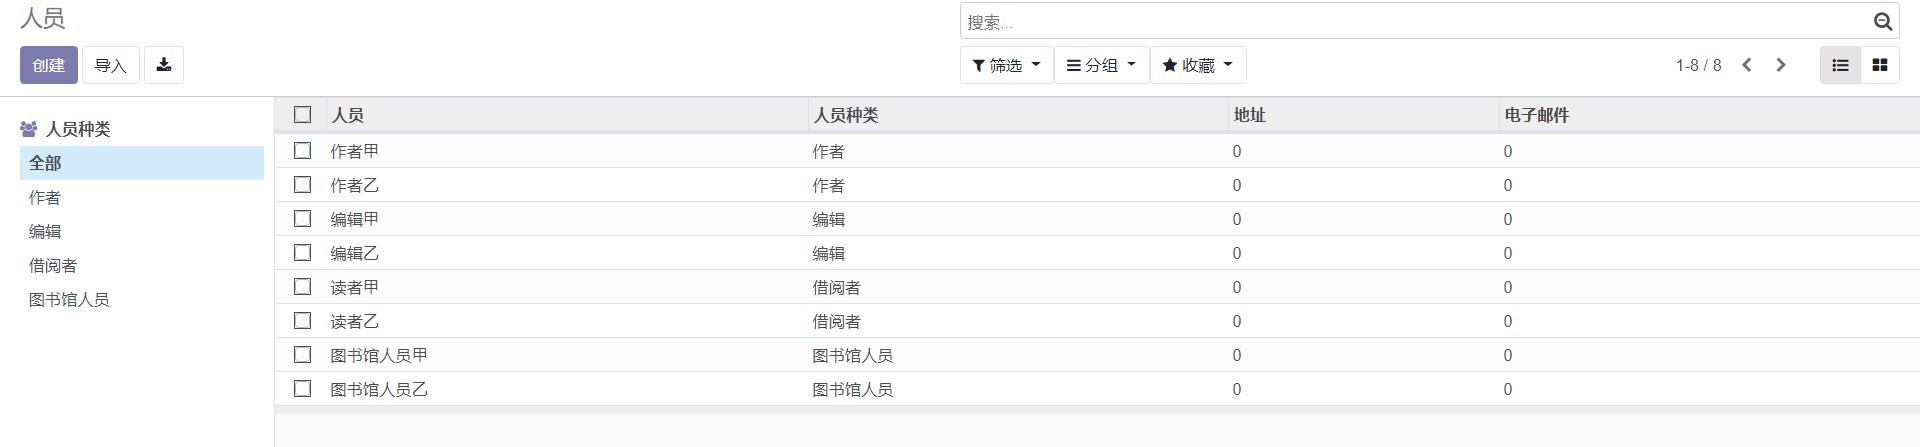 人员
搜索...
创建 导入 筛选 分组 收藏 1-8 / 8
人员种类
全部
作者
编辑
借阅者
图书馆人员
人员 人员种类 地址 电子邮件
作者甲 作者 0 0
作者乙 作者 0 0
编辑甲 编辑 0 0
编辑乙 编辑 0 0
读者甲 借阅者 0 0
读者乙 借阅者 0 0
图书馆人员甲 图书馆人员 0 0
图书馆人员乙 图书馆人员 0 0